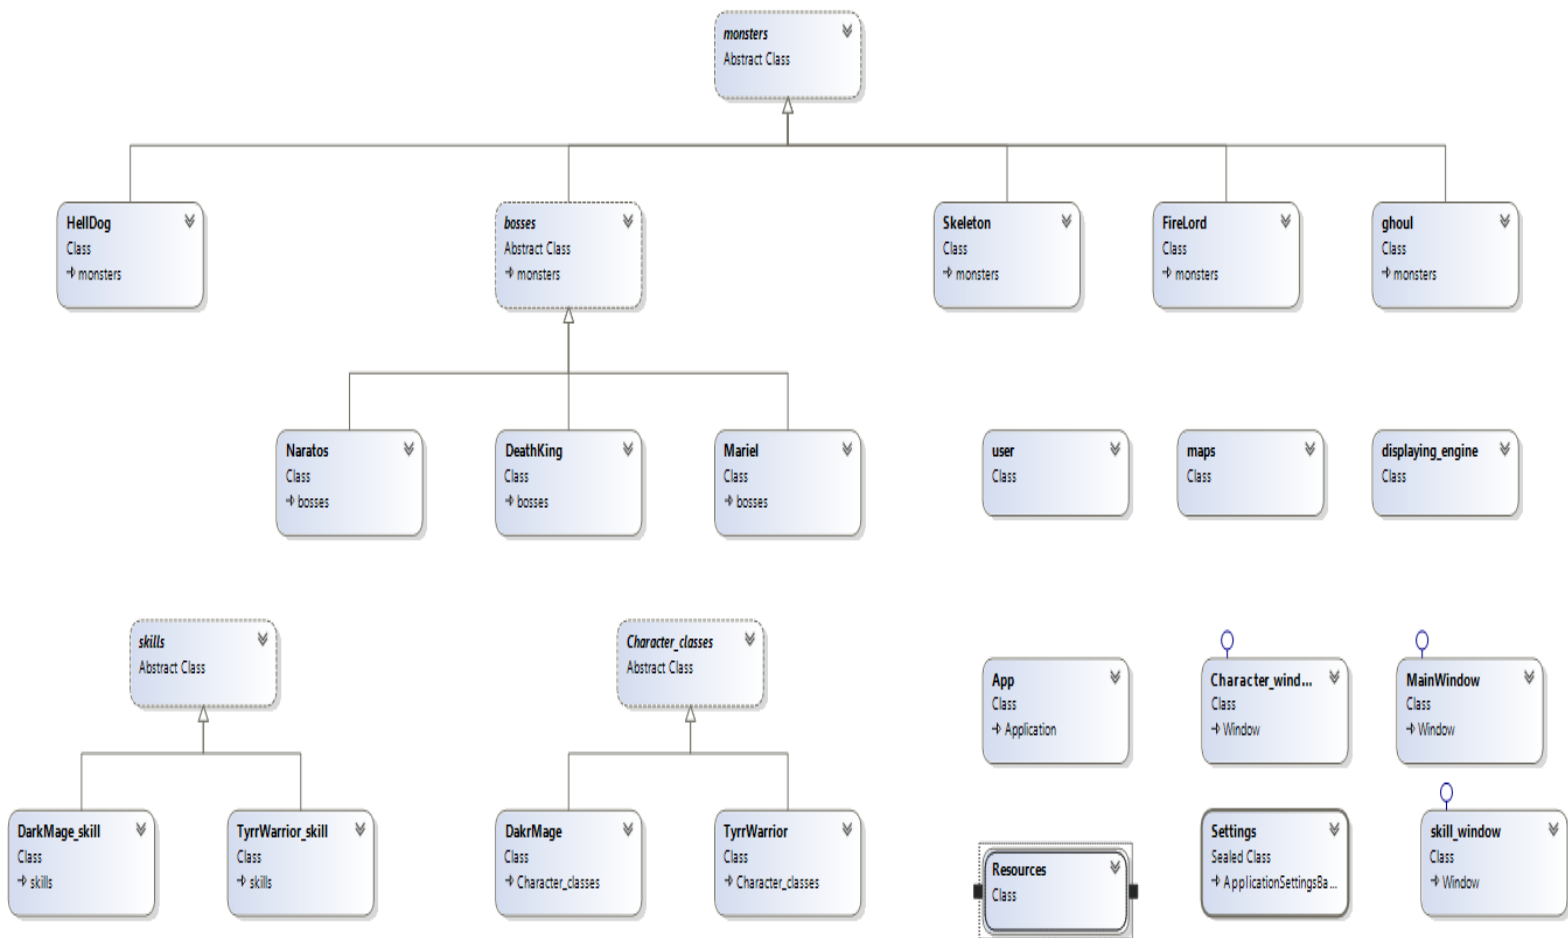 monsters
Abstract Class
HellDog
Class
monsters
bosses
Abstract Class
monsters
Skeleton
Class
monsters
FireLord
Class
monsters
ghoul
Class
monsters
Naratos
Class
bosses
DeathKing
Class
bosses
Mariel
Class
bosses
user
Class
maps
Class
displaying_engine
Class
skills
Abstract Class
Character_classes
Abstract Class
App
Class
Application
Character_wind...
Class
Window
MainWindow
Class
Window
DarkMage_skill
Class
skills
TyrrWarrior_skill
Class
skills
DakrMage
Class
Character_classes
TyrrWarrior
Class
Character_classes
Resources
Class
Settings
Sealed Class
ApplicationSettingsBa...
skill_window
Class
Window